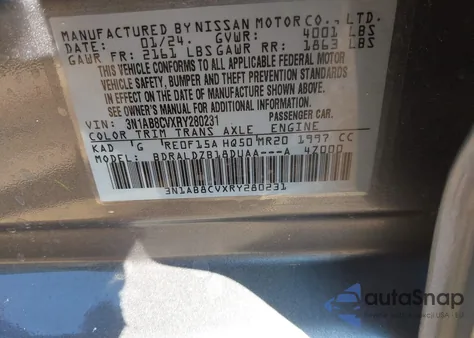 MANUFACTURED BY NISSAN MOTOR CO., LTD.
DATE: 01/24 GVWR: 4001 LBS
GAWR FR: 2161 LBS GAWR RR: 1863 LBS
THIS VEHICLE CONFORMS TO ALL APPLICABLE FEDERAL MOTOR
VEHICLE SAFETY, BUMPER AND THEFT PREVENTION STANDARDS
IN EFFECT ON THE DATE OF MANUFACTURE SHOWN ABOVE.
SEE OWNER'S MANUAL FOR ADDITIONAL INFORMATION.
VIN: 3N1AB8CVXRY280231 PASSENGER CAR.
COLOR TRIM TRANS AXLE ENGINE
KAD G RE0F15A HQ50 MR20 1997 CC
MODEL: BDRALDZB18DUAA---A 4Z000
3N1AB8CVXRY280231
autoSnap